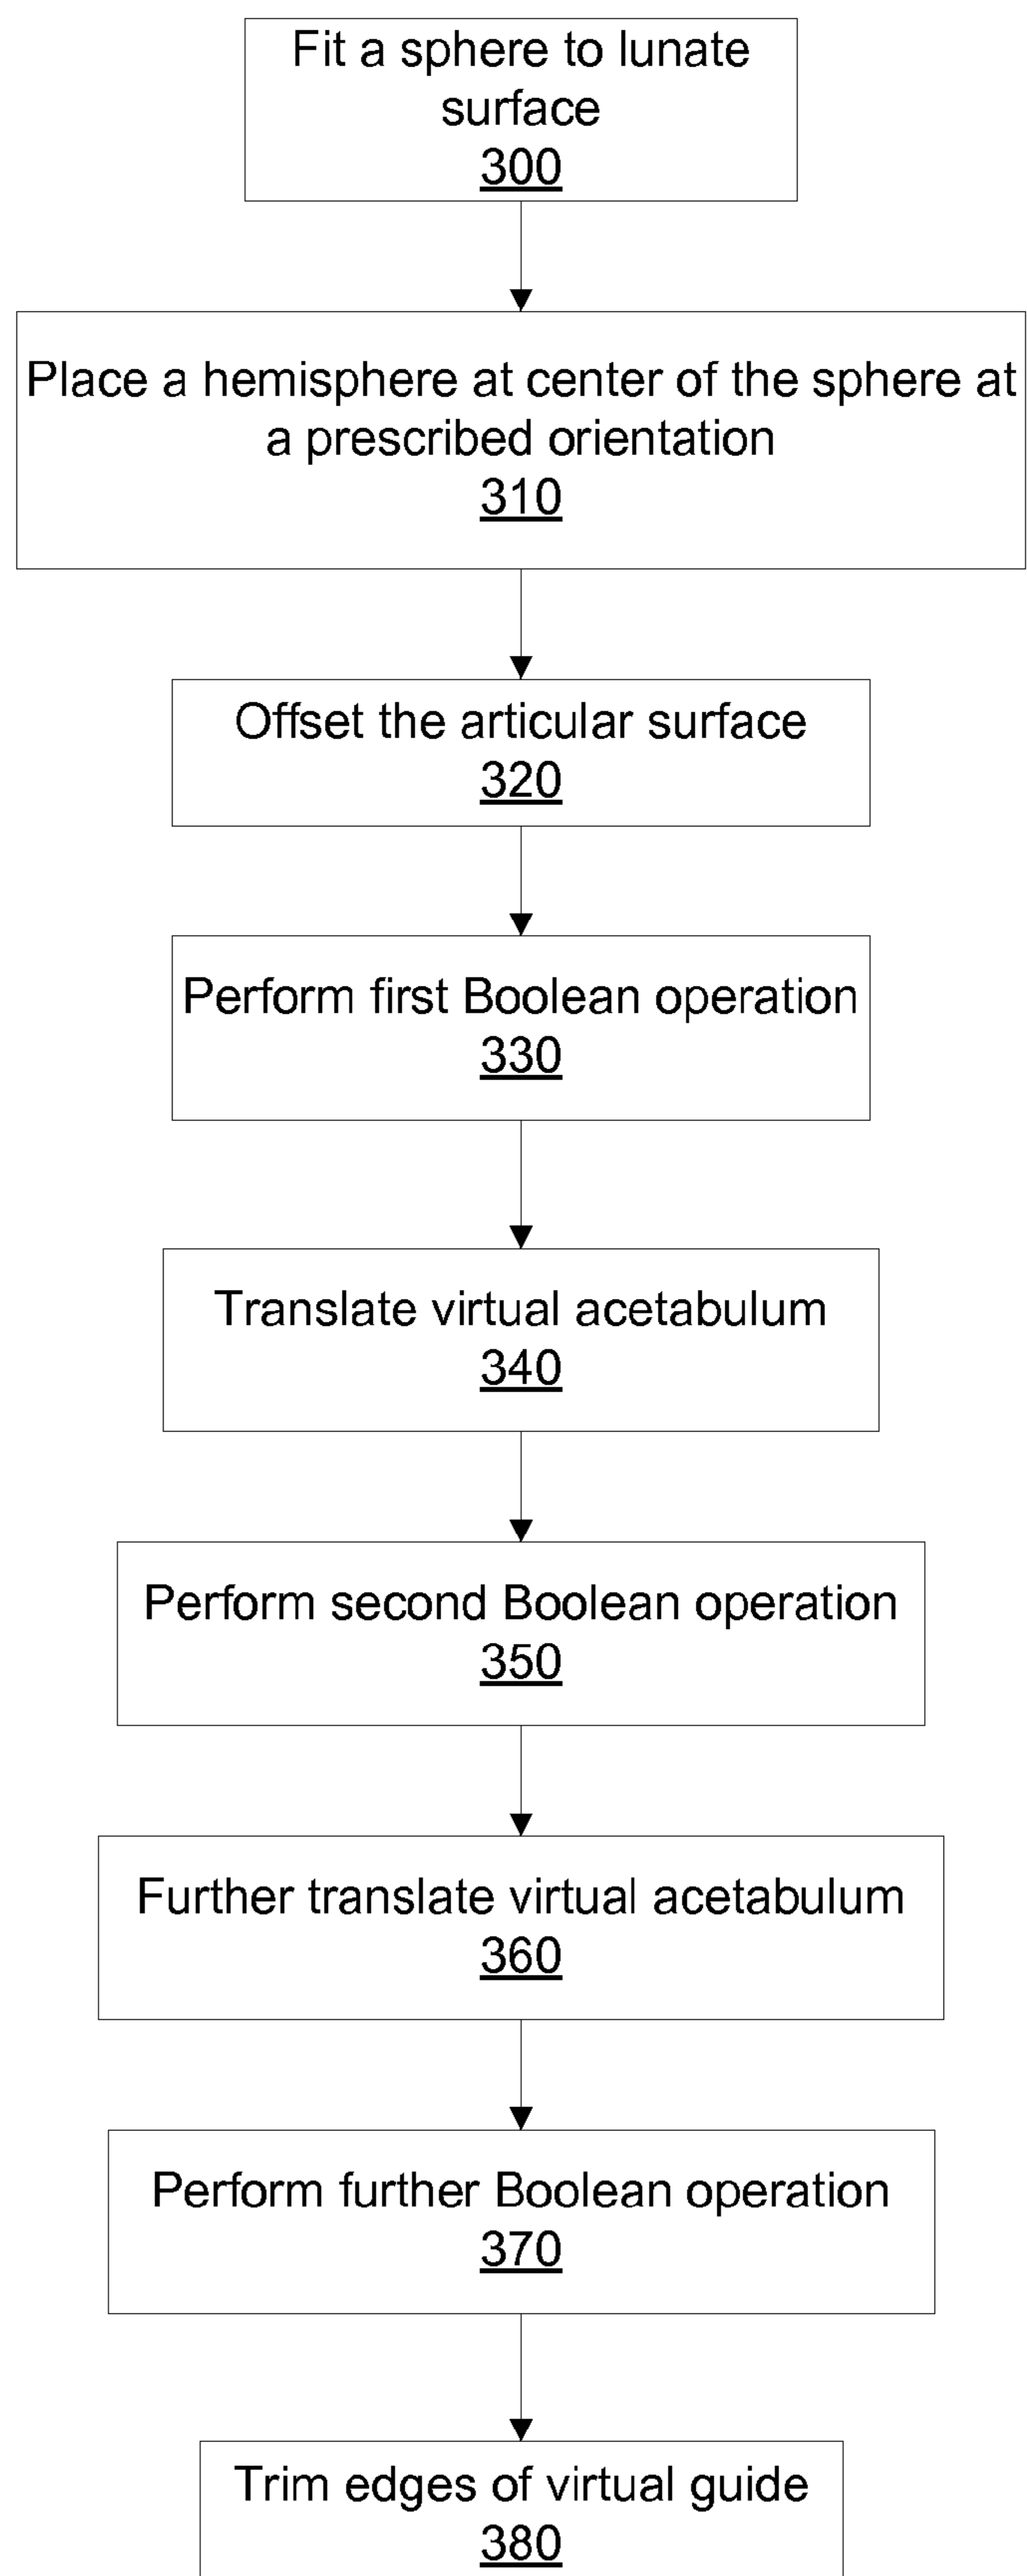 Fit a sphere to lunate
surface
300
Place a hemisphere at center of the sphere at
a prescribed orientation
310
Offset the articular surface
320
Perform first Boolean operation
330
Translate virtual acetabulum
340
Perform second Boolean operation
350
Further translate virtual acetabulum
360
Perform further Boolean operation
370
Trim edges of virtual guide
380